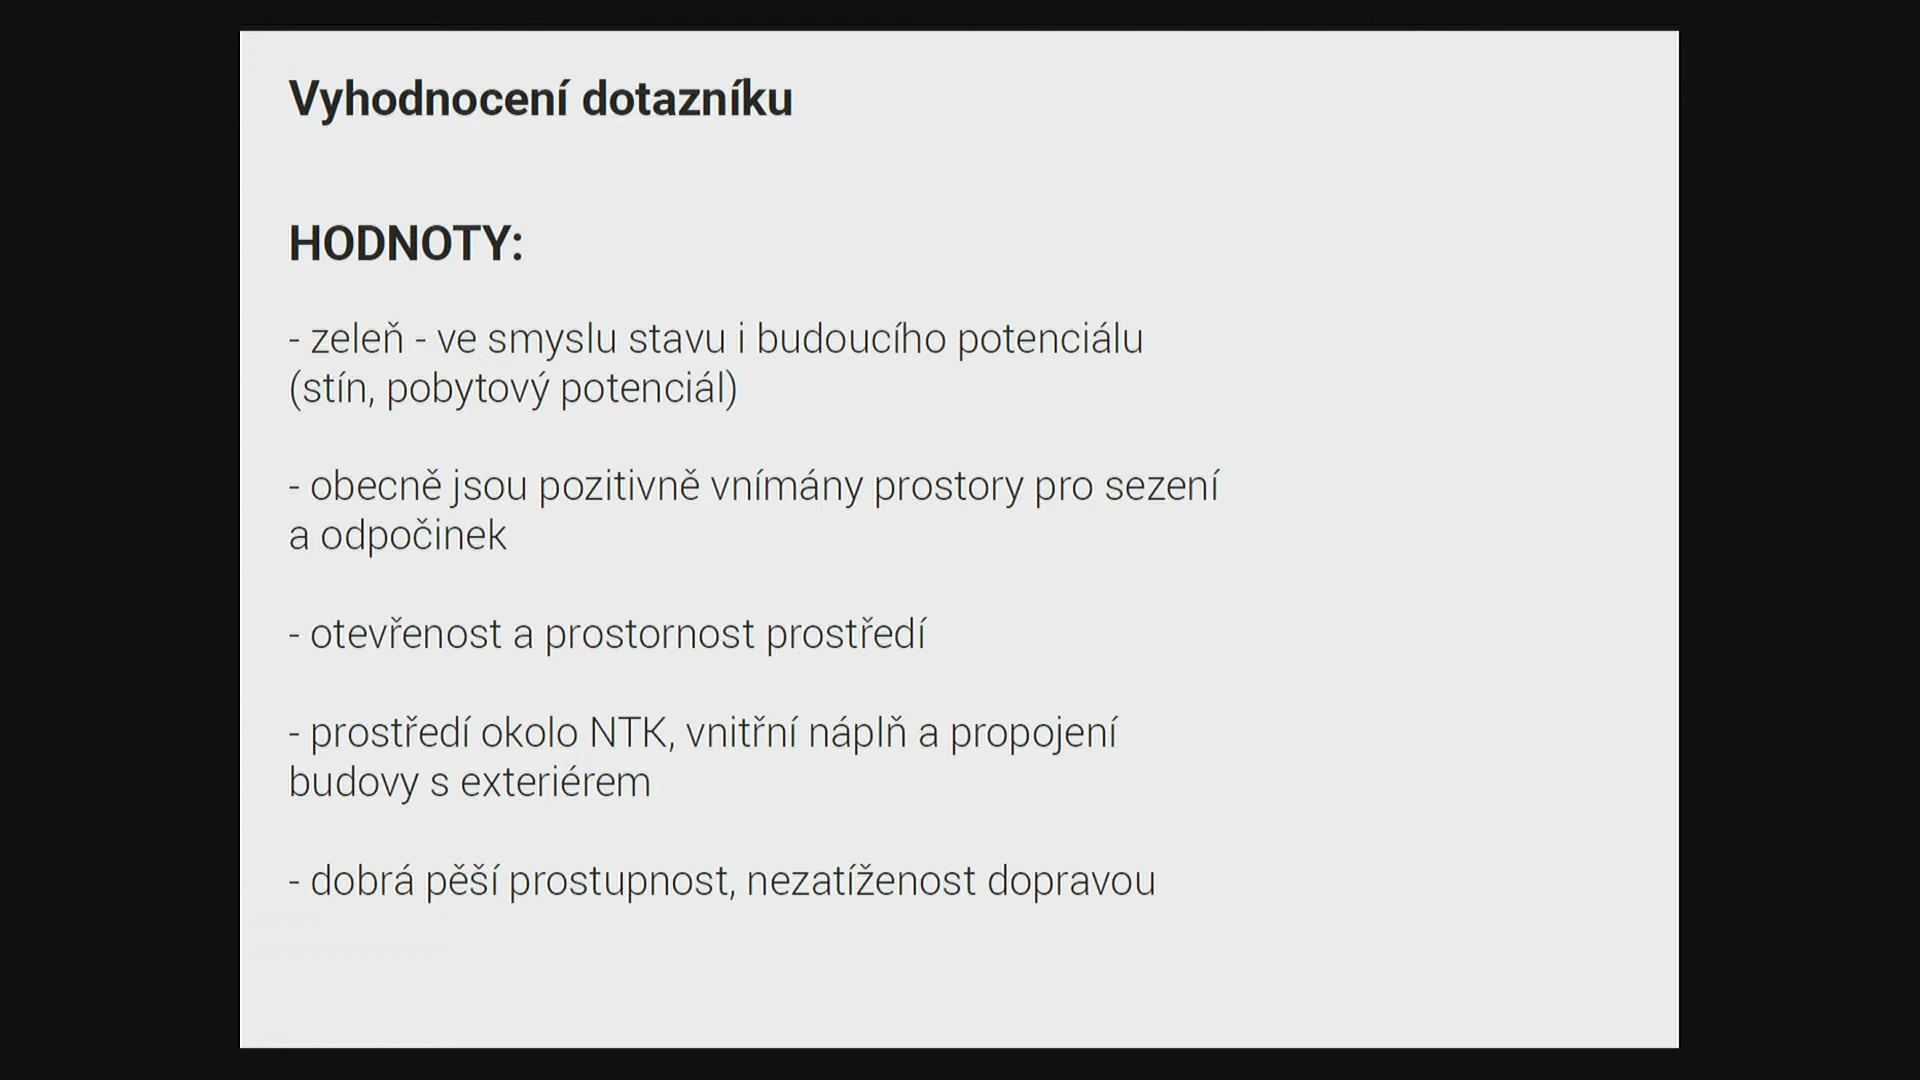 Vyhodnocení dotazníku
HODNOTY:
- zeleň - ve smyslu stavu i budoucího potenciálu
(stín, pobytový potenciál)
- obecně jsou pozitivně vnímány prostory pro sezení
a odpočinek
- otevřenost a prostornost prostředí
- prostředí okolo NTK, vnitřní náplň a propojení
budovy s exteriérem
- dobrá pěší prostupnost, nezatíženost dopravou